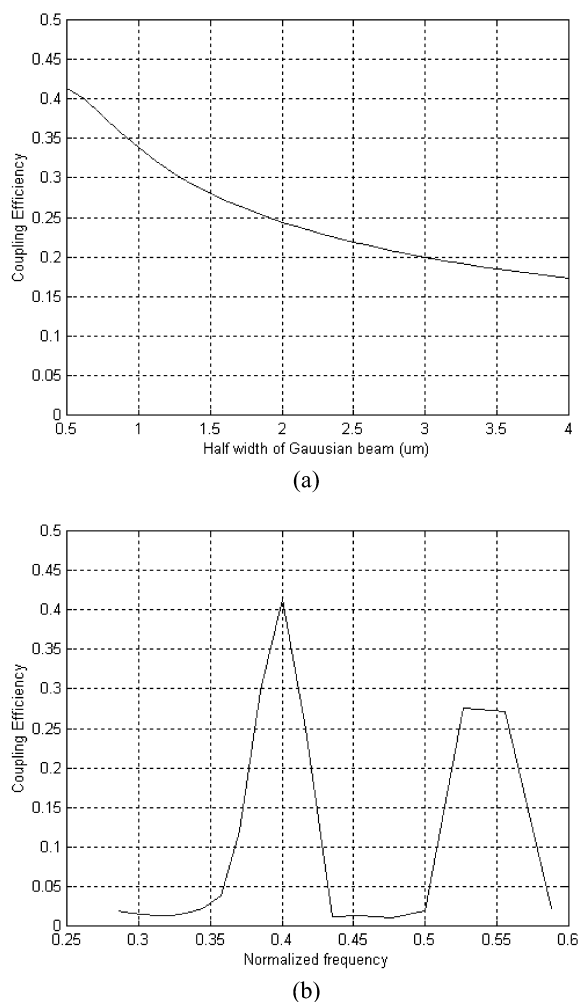 0.5
0.45
0.4
0.35
0.3
0.25
0.2
0.15
0.1
0.05
0
Coupling Efficiency
0.5 1 1.5 2 2.5 3 3.5 4
Half width of Gauusian beam (um)
(a)
0.5
0.45
0.4
0.35
0.3
0.25
0.2
0.15
0.1
0.05
0
Coupling Efficiency
0.25 0.3 0.35 0.4 0.45 0.5 0.55 0.6
Normalized frequency
(b)